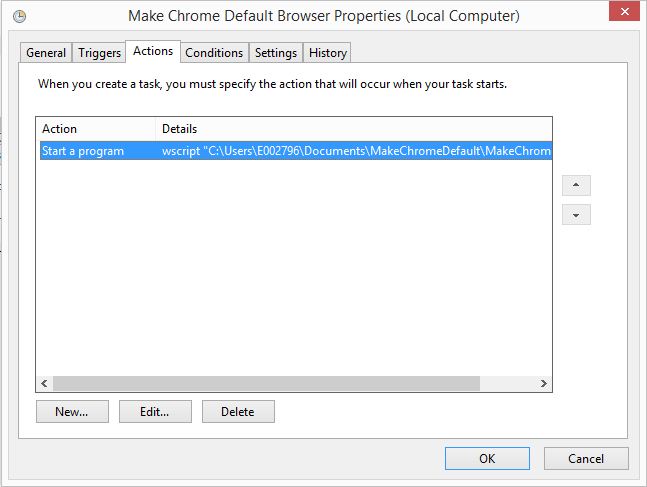 Make Chrome Default Browser Properties (Local Computer)
General Triggers Actions Conditions Settings History
When you create a task, you must specify the action that will occur when your task starts.
Action Details
Start a program wscript "C:\Users\E002796\Documents\MakeChromeDefault\MakeChrom
New... Edit... Delete
OK Cancel